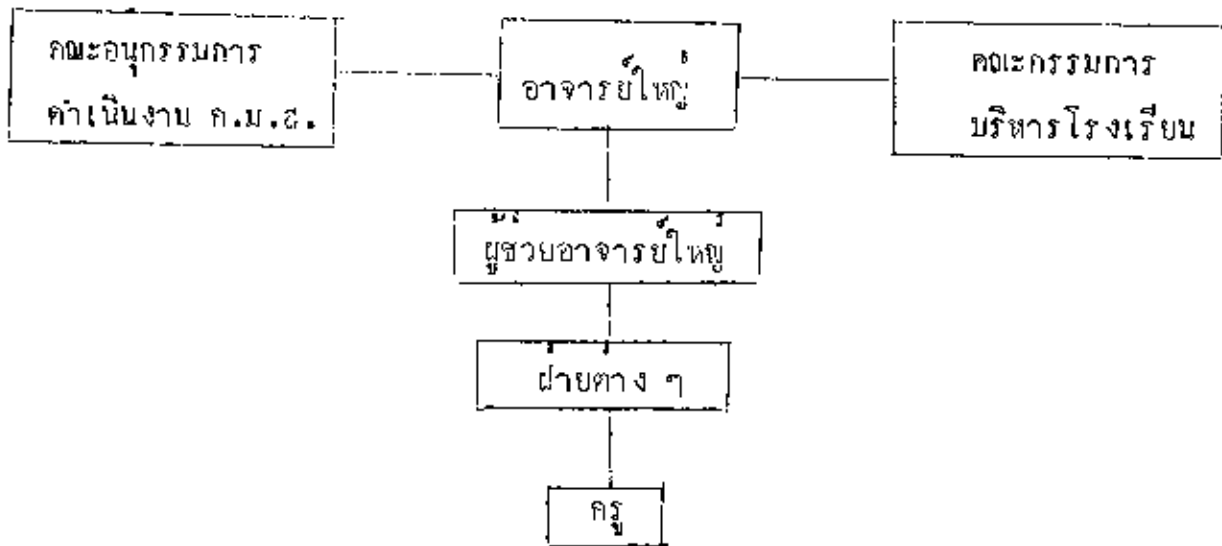 คณะอนุกรรมการ
ดำเนินงาน ค.ม.ส.
อาจารย์ใหญ่
คณะกรรมการ
บริหารโรงเรียน
ผู้ช่วยอาจารย์ใหญ่
ฝ่ายต่าง ๆ
ครู